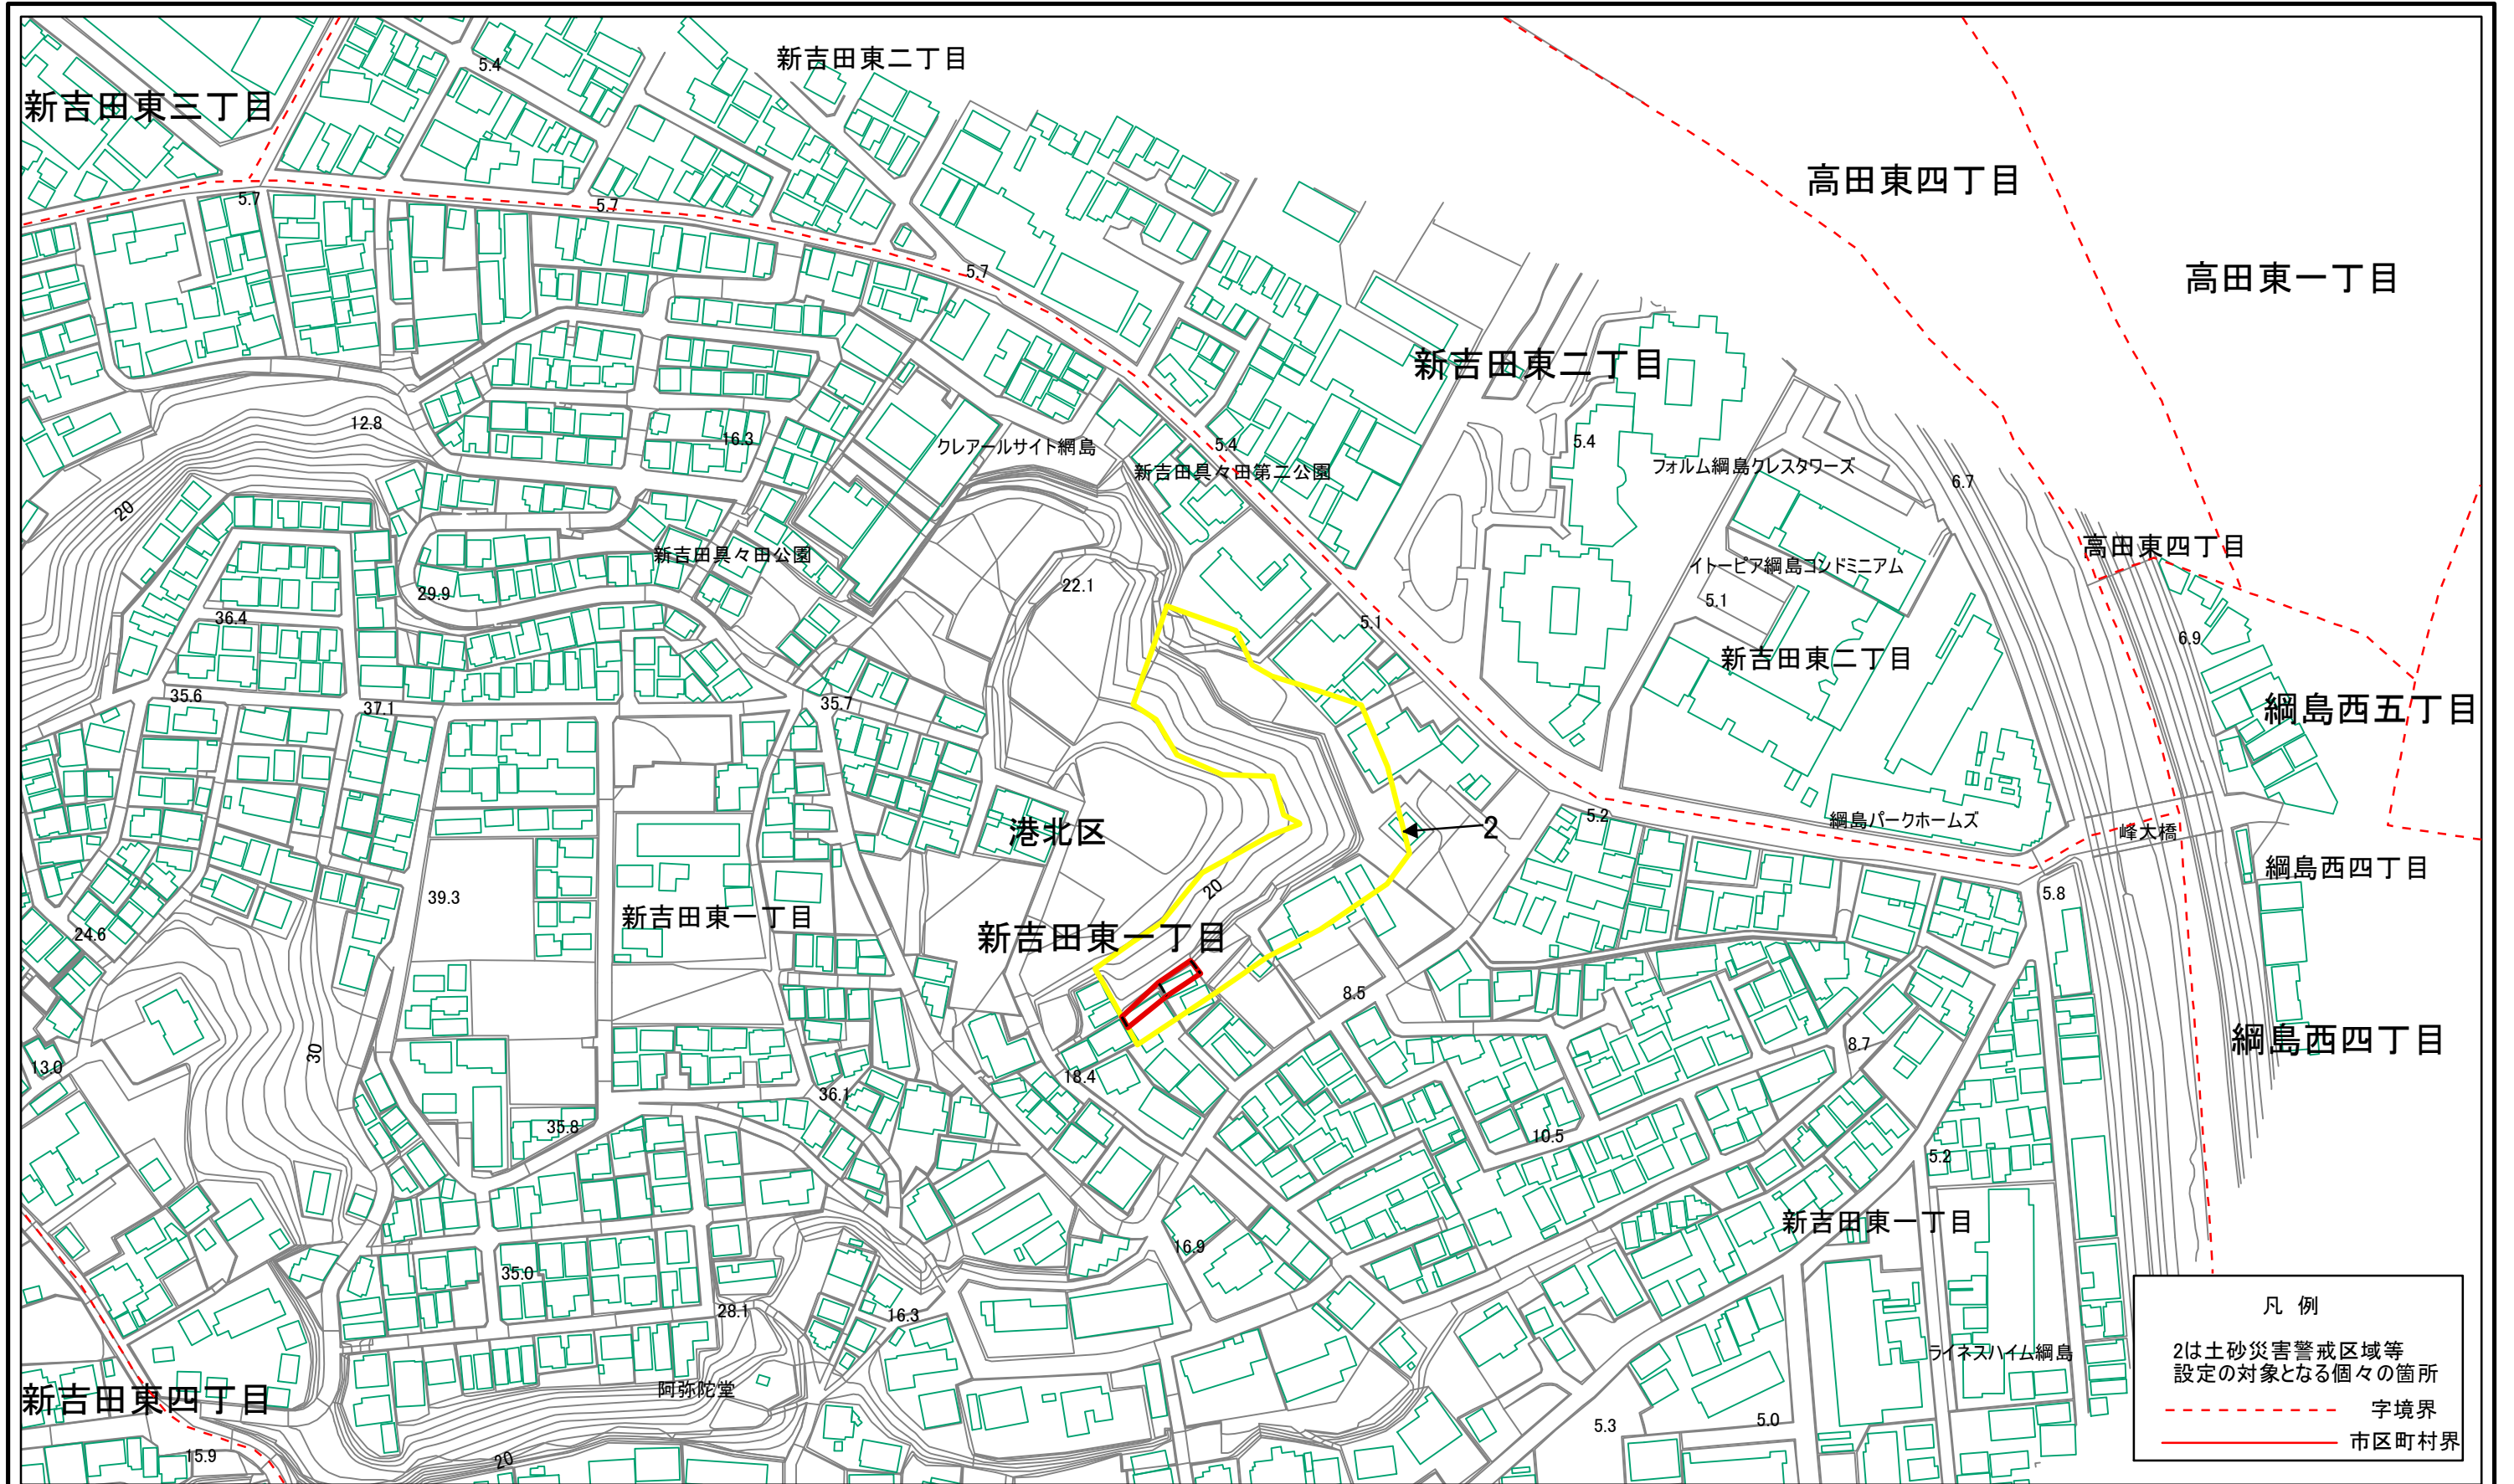 新吉田東二丁目
5.4
新吉田東三丁目
高田東四丁目
5.7
5.7
5.7
高田東一丁目
新吉田東二丁目
12.8
16.3
クレアールサイト綱島
5.4
5.4
新吉田具々田第二公園
フォルム綱島クレスタワーズ
6.7
20
新吉田具々田公園
高田東四丁目
イトーピア綱島コンドミニアム
29.9
22.1
5.1
36.4
5.1
6.9
新吉田東二丁目
35.6
37.1
35.7
綱島西五丁目
港北区
5.2
2
綱島パークホームズ
峰大橋
綱島西四丁目
39.3
20
5.8
新吉田東一丁目
新吉田東一丁目
24.6
8.5
綱島西四丁目
30
13.0
18.4
8.7
36.1
35.8
10.5
5.2
新吉田東一丁目
16.9
35.0
28.1
16.3
凡 例
2は土砂災害警戒区域等
設定の対象となる個々の箇所
字境界
市区町村界
ライネスハイム綱島
阿弥陀堂
新吉田東四丁目
5.3
5.0
15.9
20